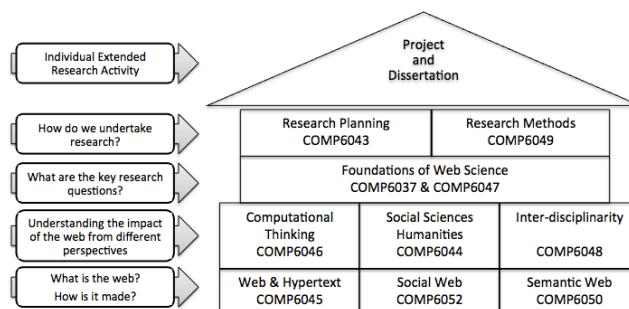 Individual Extended
Research Activity
Project
and
Dissertation
How do we undertake
research?
Research Planning
COMP6043
Research Methods
COMP6049
What are the key research
questions?
Foundations of Web Science
COMP6037 & COMP6047
Understanding the impact
of the web from different
perspectives
Computational
Thinking
COMP6046
Social Sciences
Humanities
COMP6044
Inter-disciplinarity
COMP6048
What is the web?
How is it made?
Web & Hypertext
COMP6045
Social Web
COMP6052
Semantic Web
COMP6050